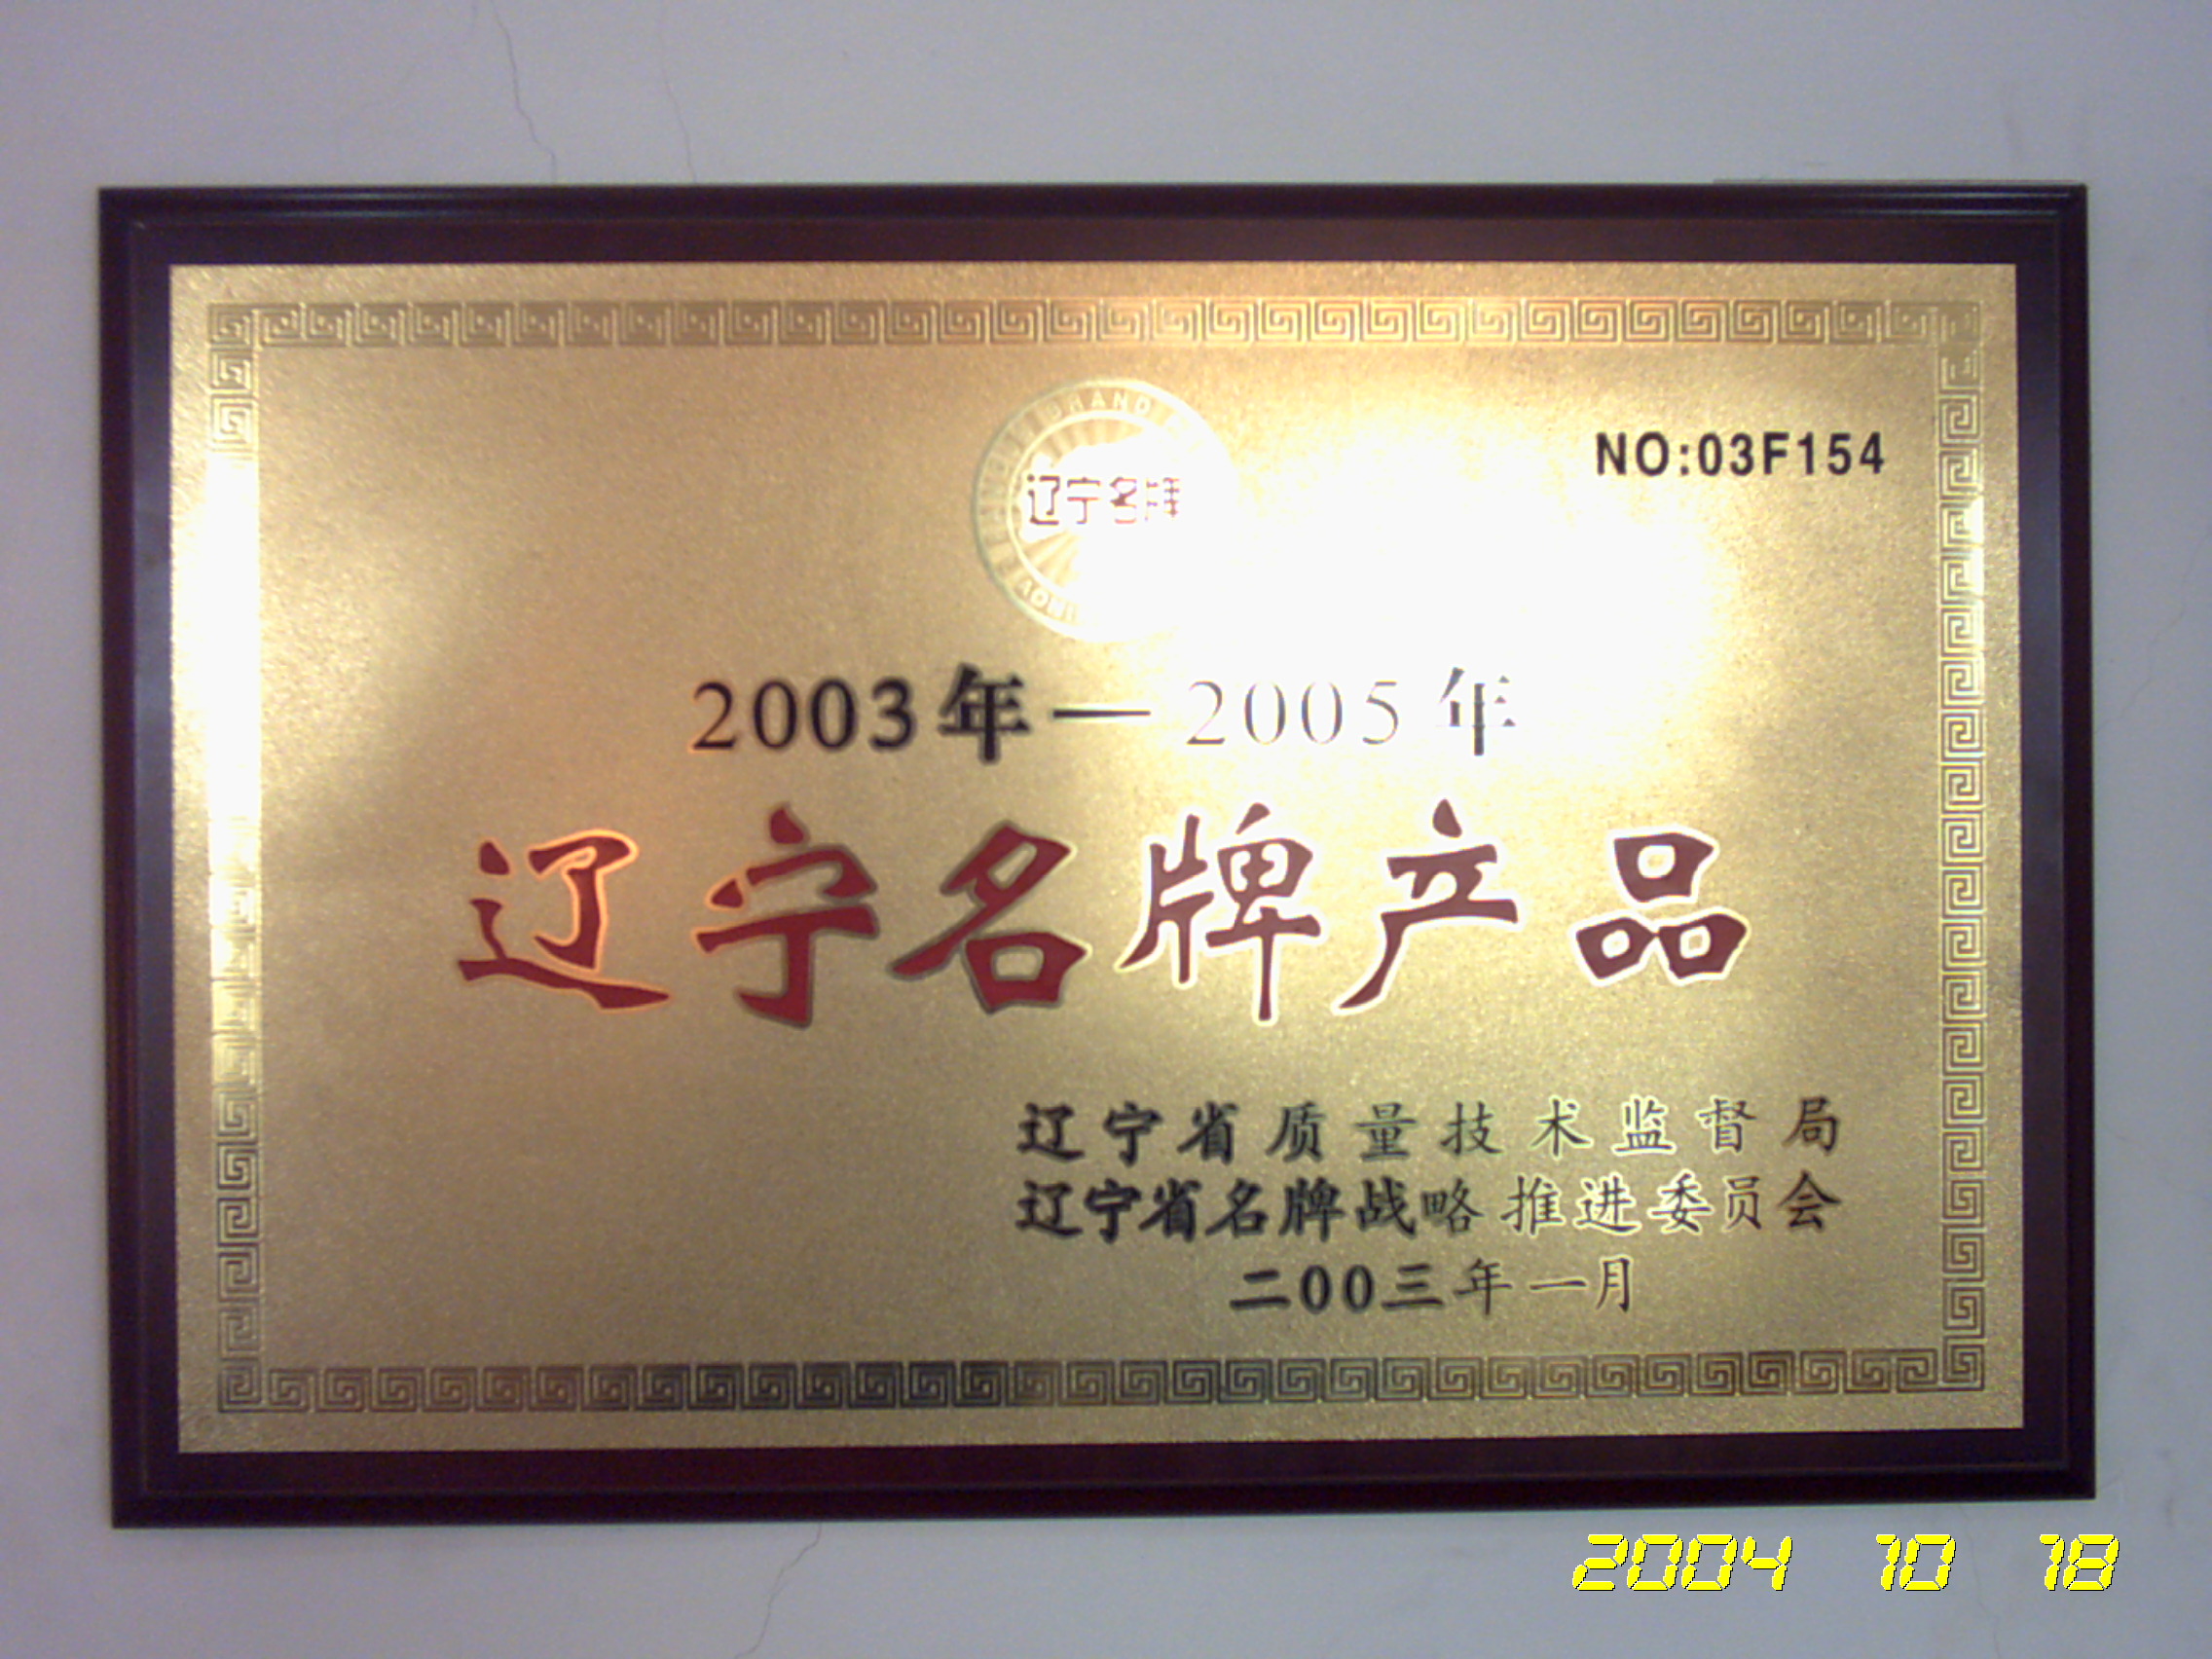 BRAND
辽宁名牌
NO:03F154
2003年—2005年
辽宁名牌产品
辽宁省质量技术监督局
辽宁省名牌战略推进委员会
二00三年一月
2004 10 18